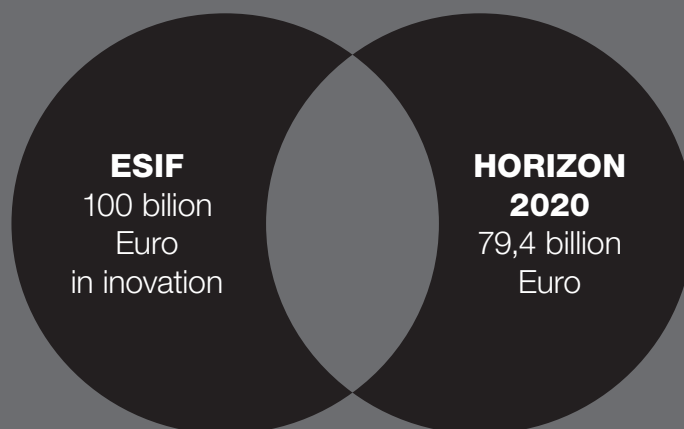 ESIF
100 bilion
Euro
in inovation
HORIZON
2020
79,4 billion
Euro